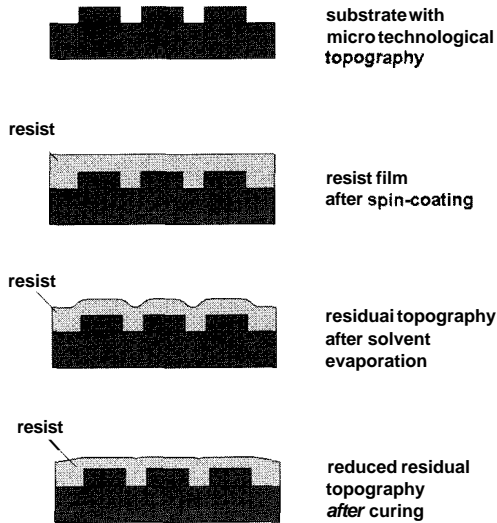 substrate with
micro technological
topography
resist
resist film
after spin-coating
resist
residuai topography
after solvent
evaporation
resist
reduced residual
topography
after curing